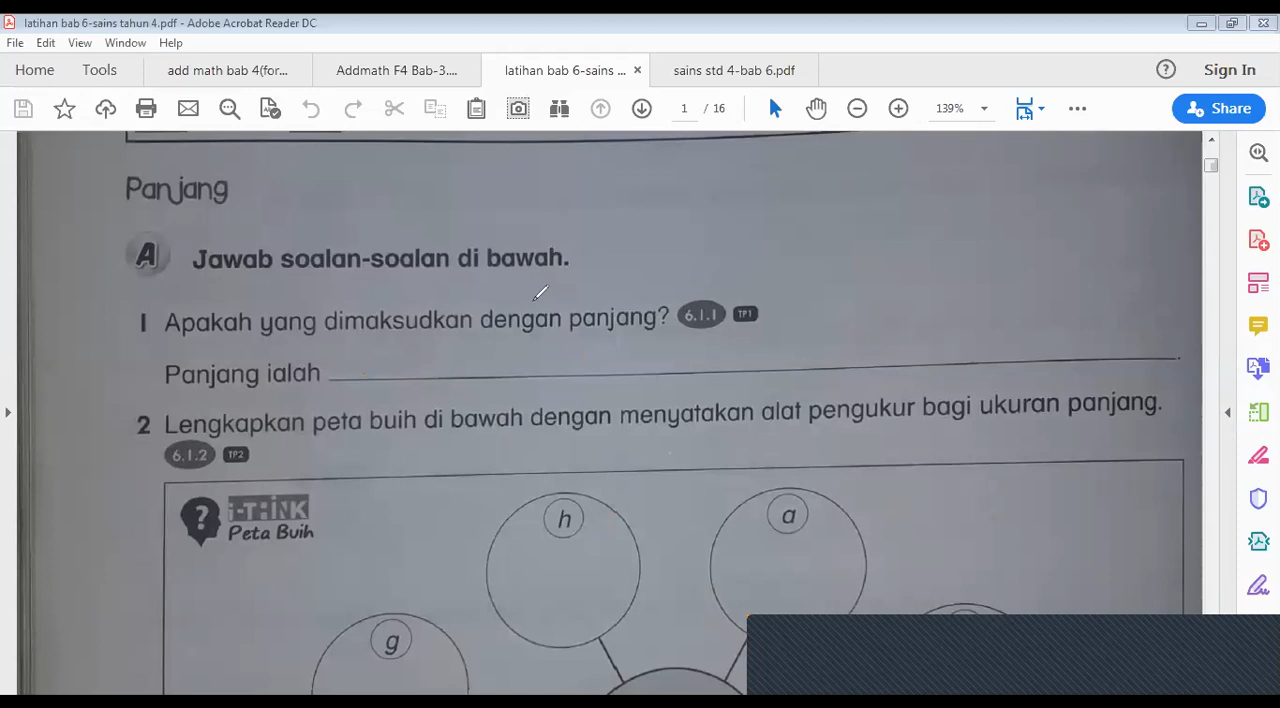 latihan bab 6-sains tahun 4.pdf - Adobe Acrobat Reader DC
File Edit View Window Help
Home Tools add math bab 4(for... Addmath F4 Bab-3.... latihan bab 6-sains ... × sains std 4-bab 6.pdf Sign In
1 / 16 139% Share
Panjang
A Jawab soalan-soalan di bawah.
1 Apakah yang dimaksudkan dengan panjang? 6.1.1 TP1
Panjang ialah .
2 Lengkapkan peta buih di bawah dengan menyatakan alat pengukur bagi ukuran panjang.
6.1.2 TP2
? i-THiNK
Peta Buih
h a
g